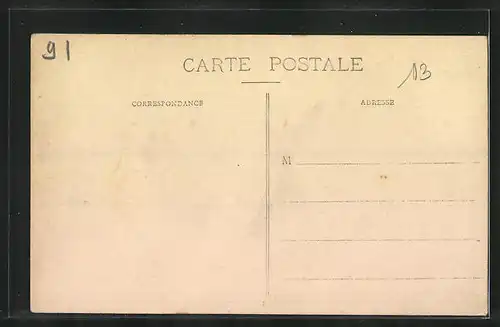 91
CARTE POSTALE
13
CORRESPONDANCE
ADRESSE
M